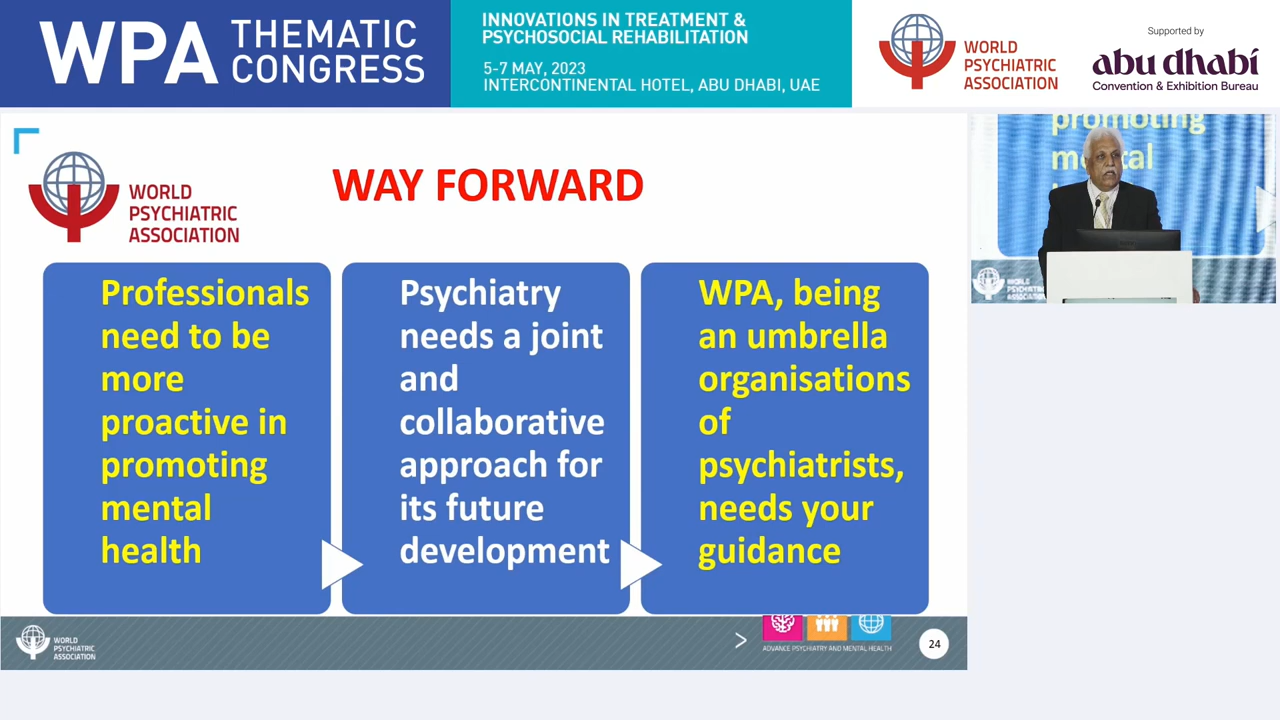 WPA THEMATIC CONGRESS
INNOVATIONS IN TREATMENT &
PSYCHOSOCIAL REHABILITATION
5-7 MAY, 2023
INTERCONTINENTAL HOTEL, ABU DHABI, UAE
WORLD
PSYCHIATRIC
ASSOCIATION
Supported by
abu dhabi
Convention & Exhibition Bureau
WORLD
PSYCHIATRIC
ASSOCIATION
WAY FORWARD
Professionals
need to be
more
proactive in
promoting
mental
health
Psychiatry
needs a joint
and
collaborative
approach for
its future
development
WPA, being
an umbrella
organisations
of
psychiatrists,
needs your
guidance
WORLD
PSYCHIATRIC
ASSOCIATION
>
ADVANCE PSYCHIATRY AND MENTAL HEALTH
24
promoting